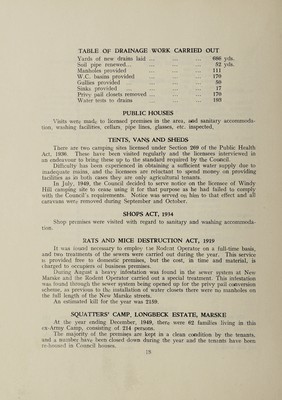 TABLE OF DRAINAGE WORK CARRIED OUT
Yards of new drains laid ... ... ... 686 yds.
Soil pipe renewed... ... ... ... 52 yds.
Manholes provided ... ... ... 111
W.C. basins provided ... ... ... 170
Gullies provided ... ... ... 50
Sinks provided ... ... ... 17
Privy pail closets removed ... ... ... 170
Water tests to drains ... ... ... 103
PUBLIC HOUSES
Visits were made to licensed premises in the area, and sanitary accommoda-
tion, washing facilities, cellars, pipe lines, glasses, etc. inspected.
TENTS, VANS AND SHEDS
There are two camping sites licensed under Section 269 of the Public Health
Act, 1936. These have been visited regularly and the licensees interviewed in
an endeavour to bring these up to the standard required by the Council.
Difficulty has been experienced in obtaining a sufficient water supply due to
inadequate mains, and the licensees are reluctant to spend money on providing
facilities as in both cases they are only agricultural tenants.
In July, 1949, the Council decided to serve notice on the licensee of Windy
Hill camping site to cease using it for that purpose as he had failed to comply
with the Council's requirements. Notice was served on him to that effect and all
caravans were removed during September and October.
SHOPS ACT, 1934
Shop premises were visited with regard to sanitary and washing accommoda-
tion.
RATS AND MICE DESTRUCTION ACT, 1919
It was found necessary to employ the Rodent Operator on a full-time basis,
and two treatments of the sewers were carried out during the year. This service
is provided free to domestic premises, but the cost, in time and material, is
charged to occupiers of business premises.
During August a heavy infestation was found in the sewer system at New
Marske and the Rodent Operator carried out a special treatment. This infestation
was found through the sewer system being opened up for the privy pail conversion
scheme, as previous to the installation of water closets there were no manholes on
the full length of the New Marske streets.
An estimated kill for the year was 2189.
SQUATTERS' CAMP, LONGBECK ESTATE, MARSKE
At the year ending December, 1949, there were 62 families living in this
ex-Army Camp, consisting of 214 persons.
The majority of the premises are kept in a clean condition by the tenants,
and a number have been closed down during the year and the tenants have been
re-housed in Council houses.